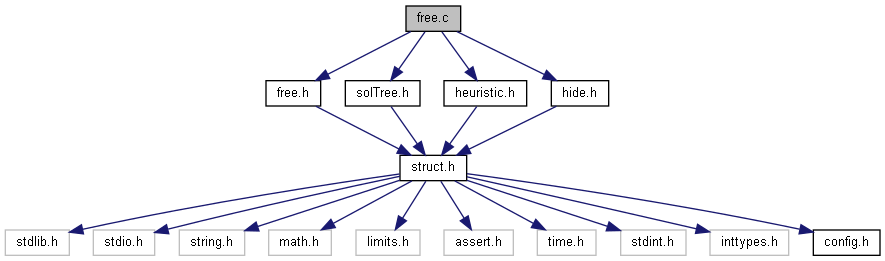 free.c
free.h
solTree.h
heuristic.h
hide.h
struct.h
stdlib.h
stdio.h
string.h
math.h
limits.h
assert.h
time.h
stdint.h
inttypes.h
config.h